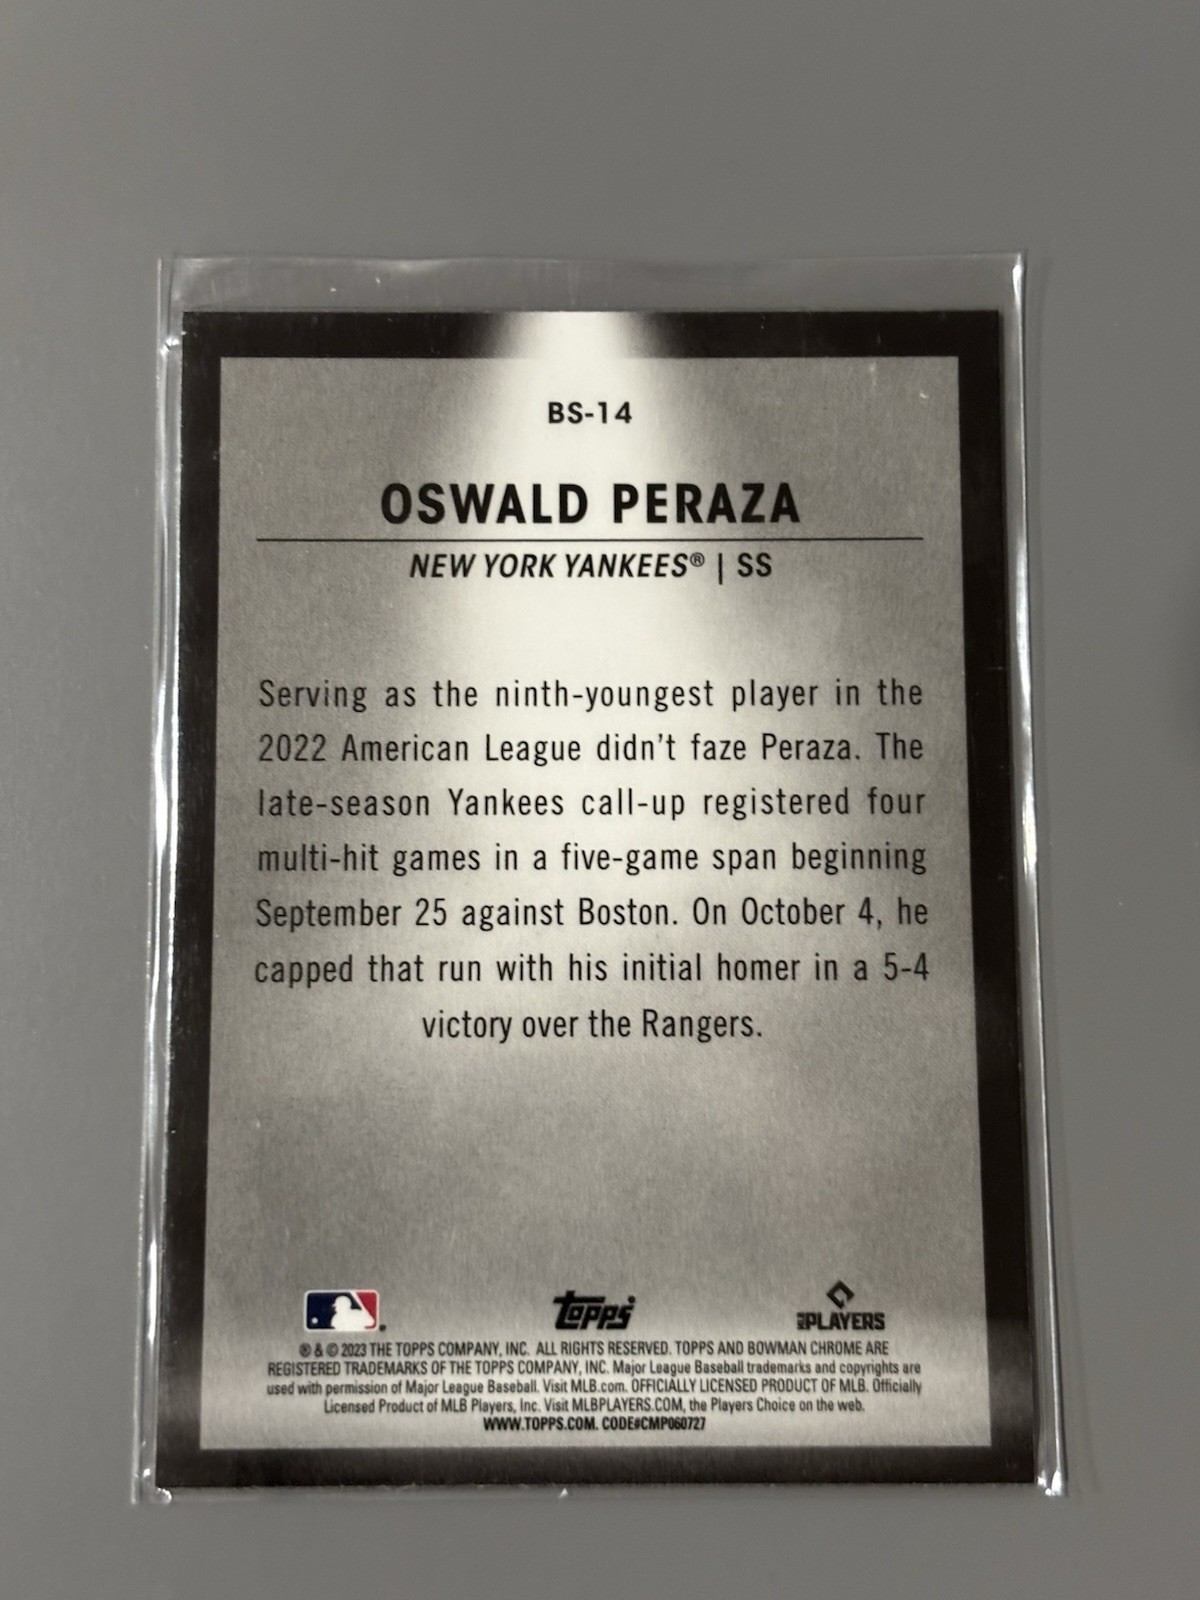 BS-14
OSWALD PERAZA
NEW YORK YANKEES® | SS
Serving as the ninth-youngest player in the
2022 American League didn't faze Peraza. The
late-season Yankees call-up registered four
multi-hit games in a five-game span beginning
September 25 against Boston. On October 4, he
capped that run with his initial homer in a 5-4
victory over the Rangers.
topps
MLB PLAYERS
® & © 2023 THE TOPPS COMPANY, INC. ALL RIGHTS RESERVED. TOPPS AND BOWMAN CHROME ARE
REGISTERED TRADEMARKS OF THE TOPPS COMPANY, INC. Major League Baseball trademarks and copyrights are
used with permission of Major League Baseball. Visit MLB.com. OFFICIALLY LICENSED PRODUCT OF MLB. Officially
Licensed Product of MLB Players, Inc. Visit MLBPLAYERS.COM, the Players Choice on the web.
WWW.TOPPS.COM. CODE#CMP060727